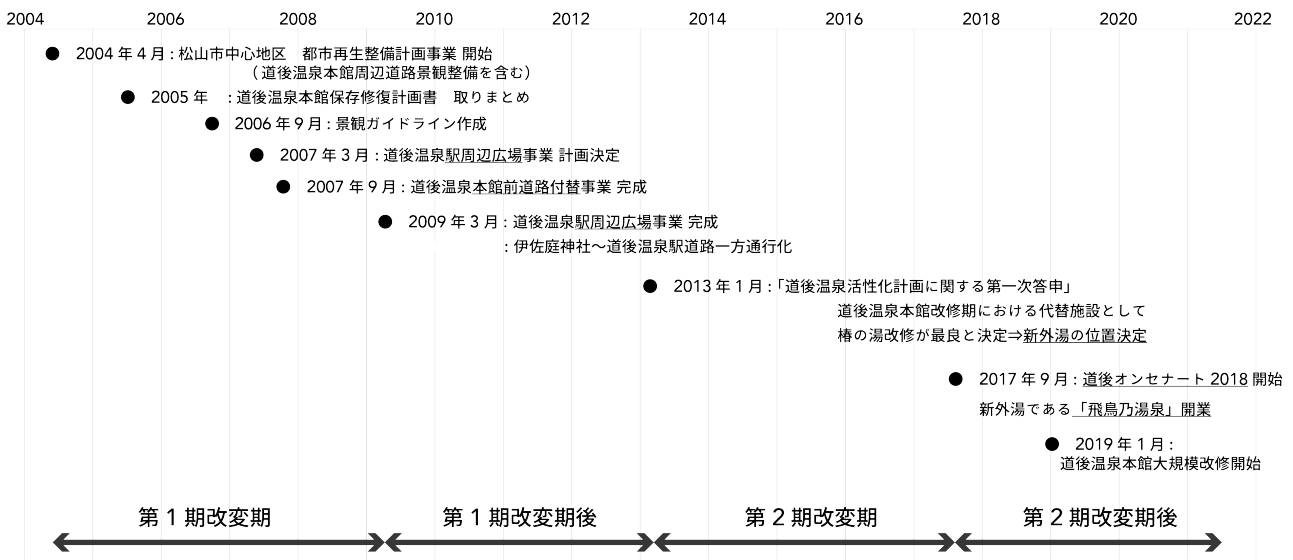 2004 2006 2008 2010 2012 2014 2016 2018 2020 2022
2004 年 4 月 : 松山市中心地区　都市再生整備計画事業 開始
（道後温泉本館周辺道路景観整備を含む）
2005 年　: 道後温泉本館保存修復計画書　取りまとめ
2006 年 9 月 : 景観ガイドライン作成
2007 年 3 月 : 道後温泉駅周辺広場事業 計画決定
2007 年 9 月 : 道後温泉本館前道路付替事業 完成
2009 年 3 月 : 道後温泉駅周辺広場事業 完成
: 伊佐庭神社〜道後温泉駅道路一方通行化
2013 年 1 月 :「道後温泉活性化計画に関する第一次答申」
道後温泉本館改修期における代替施設として
椿の湯改修が最良と決定⇒新外湯の位置決定
2017 年 9 月 : 道後オンセナート 2018 開始
新外湯である「飛鳥乃湯泉」開業
2019 年 1 月 :
道後温泉本館大規模改修開始
第 1 期改変期 第 1 期改変期後 第 2 期改変期 第 2 期改変期後